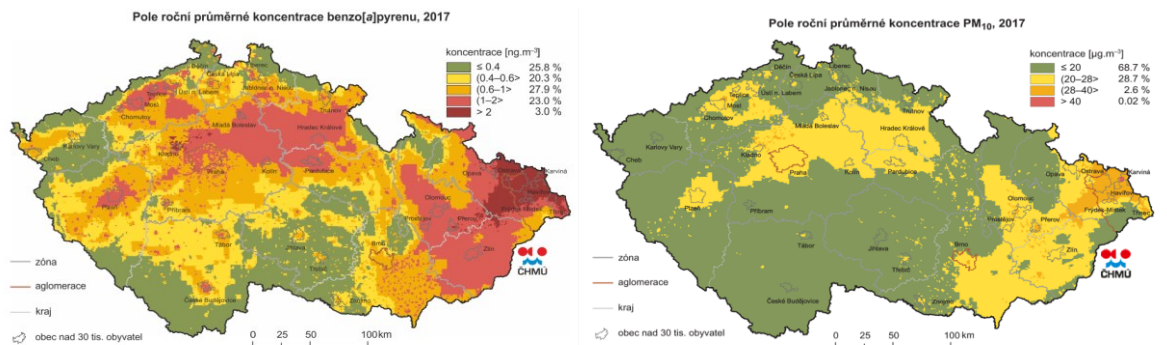 Pole roční průměrné koncentrace benzo[a]pyrenu, 2017
koncentrace [ng.m⁻³]
≤ 0.4 25.8 %
(0.4–0.6> 20.3 %
(0.6–1> 27.9 %
(1–2> 23.0 %
> 2 3.0 %
Děčín
Česká Lípa
Liberec
Teplice
Ústí n. Labem
Most
Chomutov
Mladá Boleslav
Hradec Králové
Karlovy Vary
Cheb
Kladno
Praha
Kolín
Pardubice
Plzeň
Příbram
Opava
Karviná
Olomouc
Frýdek-Místek
Prostějov
Přerov
Tábor
Jihlava
Zlín
Brno
Třebíč
Znojmo
České Budějovice
ČHMÚ
zóna
aglomerace
kraj
obec nad 30 tis. obyvatel
0 25 50 100 km
Pole roční průměrné koncentrace PM₁₀, 2017
koncentrace [µg.m⁻³]
≤ 20 68.7 %
(20–28> 28.7 %
(28–40> 2.6 %
> 40 0.02 %
Děčín
Liberec
Česká Lípa
Teplice
Ústí n. Labem
Jablonec n. Nisou
Most
Trutnov
Chomutov
Mladá Boleslav
Hradec Králové
Karlovy Vary
Cheb
Kladno
Praha
Kolín
Pardubice
Plzeň
Příbram
Opava
Ostrava
Karviná
Havířov
Olomouc
Frýdek-Místek
Třinec
Prostějov
Přerov
Tábor
Jihlava
Zlín
Brno
Třebíč
Znojmo
České Budějovice
ČHMÚ
zóna
aglomerace
kraj
obec nad 30 tis. obyvatel
0 25 50 100 km